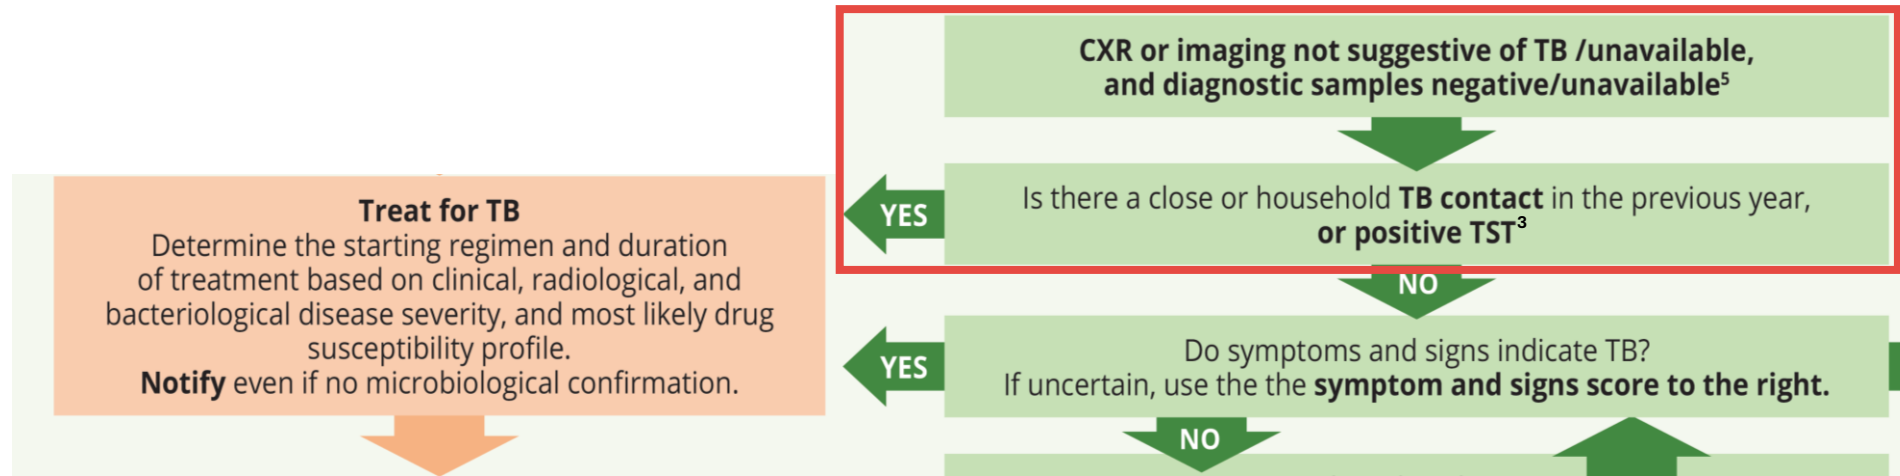 CXR or imaging not suggestive of TB /unavailable,
and diagnostic samples negative/unavailable⁵
YES
Is there a close or household TB contact in the previous year,
or positive TST³
Treat for TB
Determine the starting regimen and duration
of treatment based on clinical, radiological, and
bacteriological disease severity, and most likely drug
susceptibility profile.
Notify even if no microbiological confirmation.
NO
YES
Do symptoms and signs indicate TB?
If uncertain, use the the symptom and signs score to the right.
NO